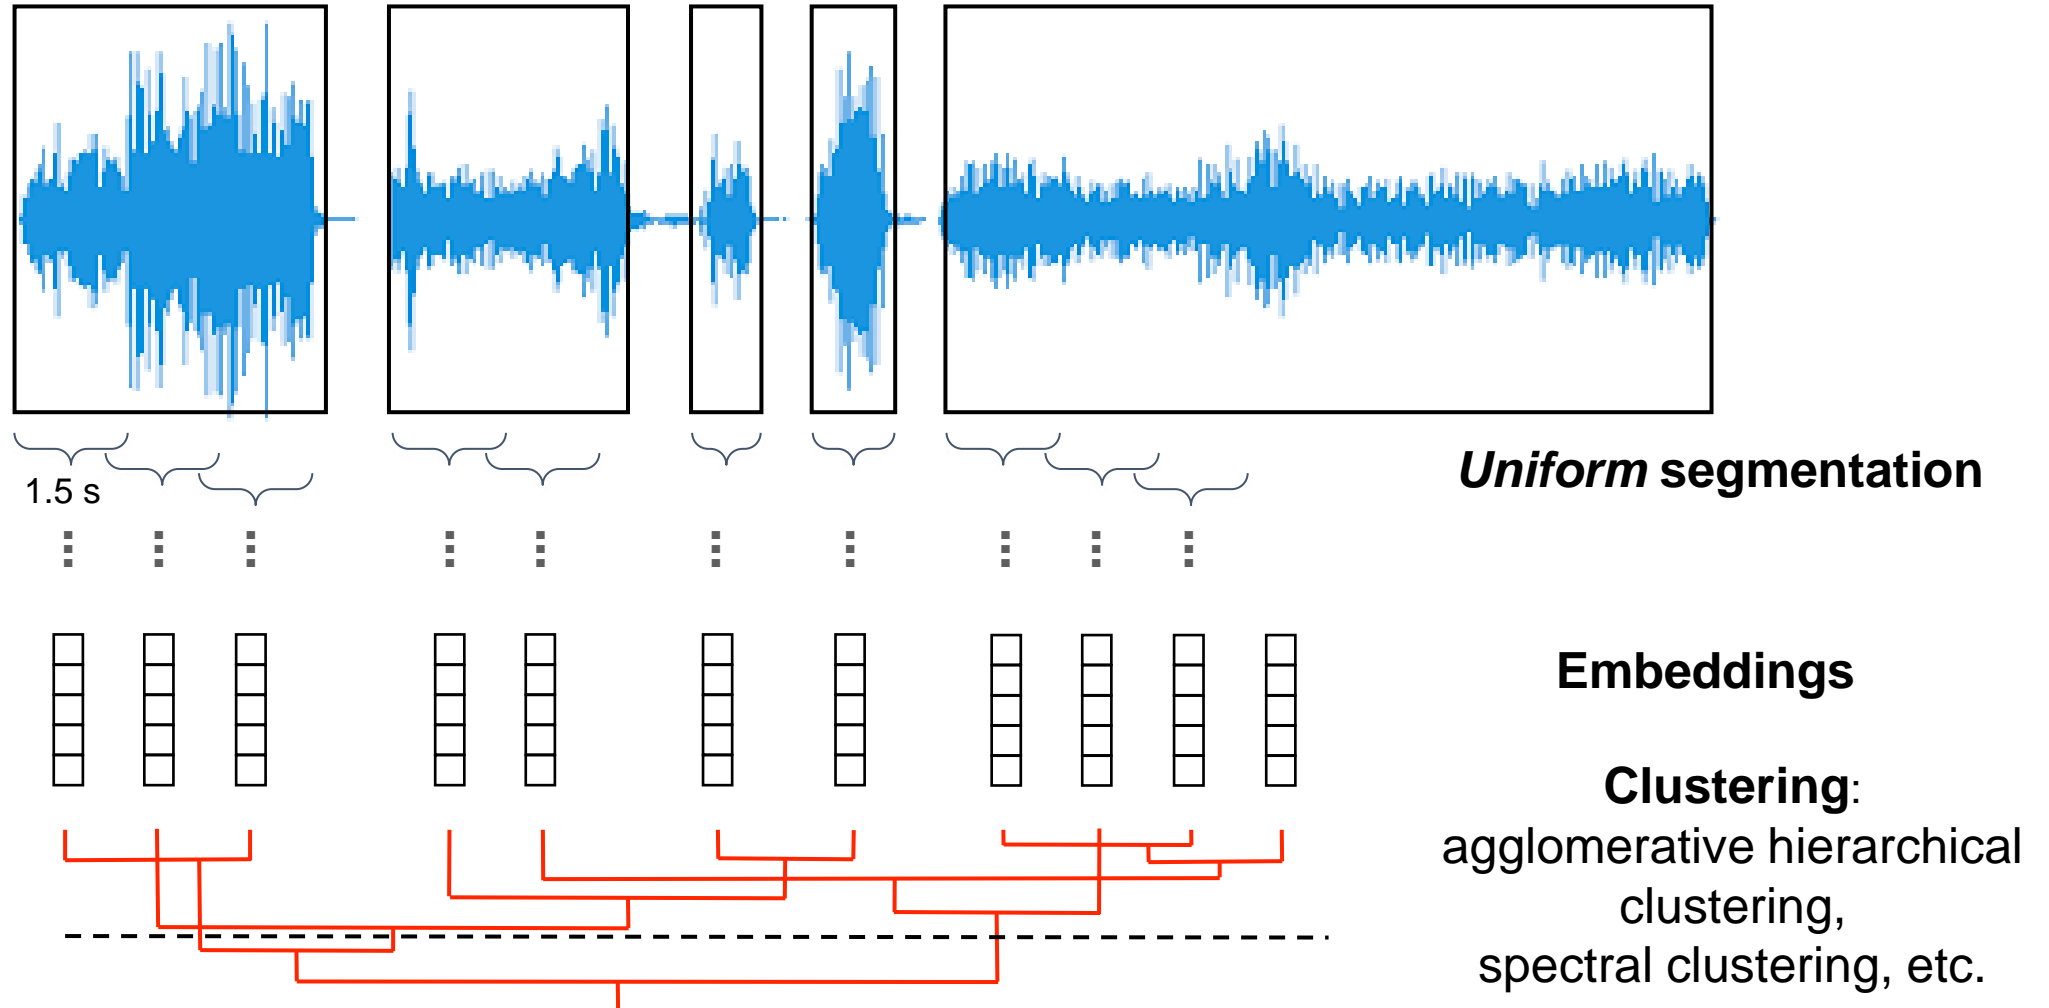 Uniform segmentation
1.5 s
Embeddings
Clustering:
agglomerative hierarchical
clustering,
spectral clustering, etc.